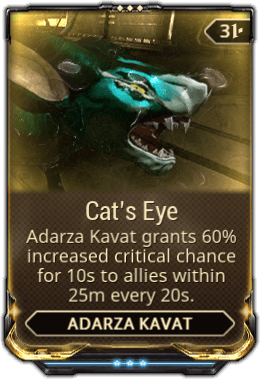 31
Cat's Eye
Adarza Kavat grants 60%
increased critical chance
for 10s to allies within
25m every 20s.
ADARZA KAVAT